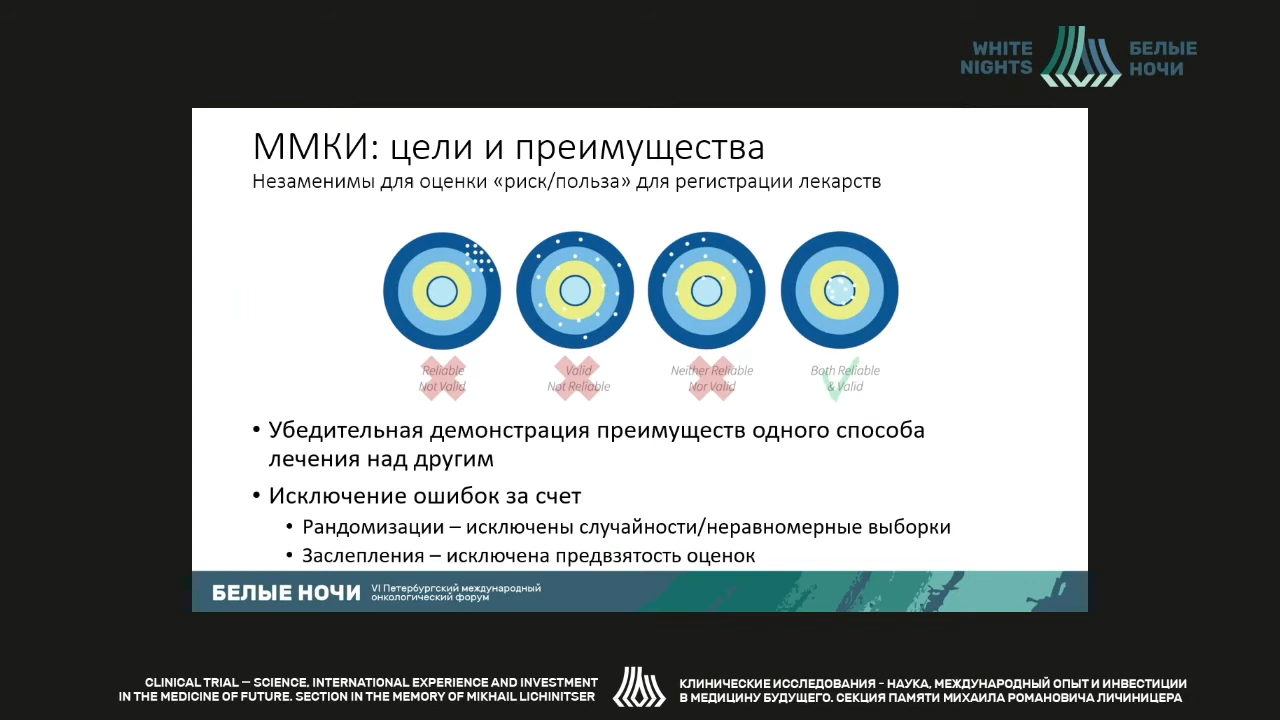 WHITE
NIGHTS
БЕЛЫЕ
НОЧИ
ММКИ: цели и преимущества
Незаменимы для оценки «риск/польза» для регистрации лекарств
Reliable
Not Valid
Valid
Not Reliable
Neither Reliable
Nor Valid
Both Reliable
& Valid
• Убедительная демонстрация преимуществ одного способа
лечения над другим
• Исключение ошибок за счет
• Рандомизации – исключены случайности/неравномерные выборки
• Заслепления – исключена предвзятость оценок
БЕЛЫЕ НОЧИ
VI Петербургский международный
онкологический форум
CLINICAL TRIAL – SCIENCE, INTERNATIONAL EXPERIENCE AND INVESTMENT
IN THE MEDICINE OF FUTURE. SECTION IN THE MEMORY OF MIKHAIL LICHINITSER
КЛИНИЧЕСКИЕ ИССЛЕДОВАНИЯ - НАУКА, МЕЖДУНАРОДНЫЙ ОПЫТ И ИНВЕСТИЦИИ
В МЕДИЦИНУ БУДУЩЕГО. СЕКЦИЯ ПАМЯТИ МИХАИЛА РОМАНОВИЧА ЛИЧИНИЦЕРА